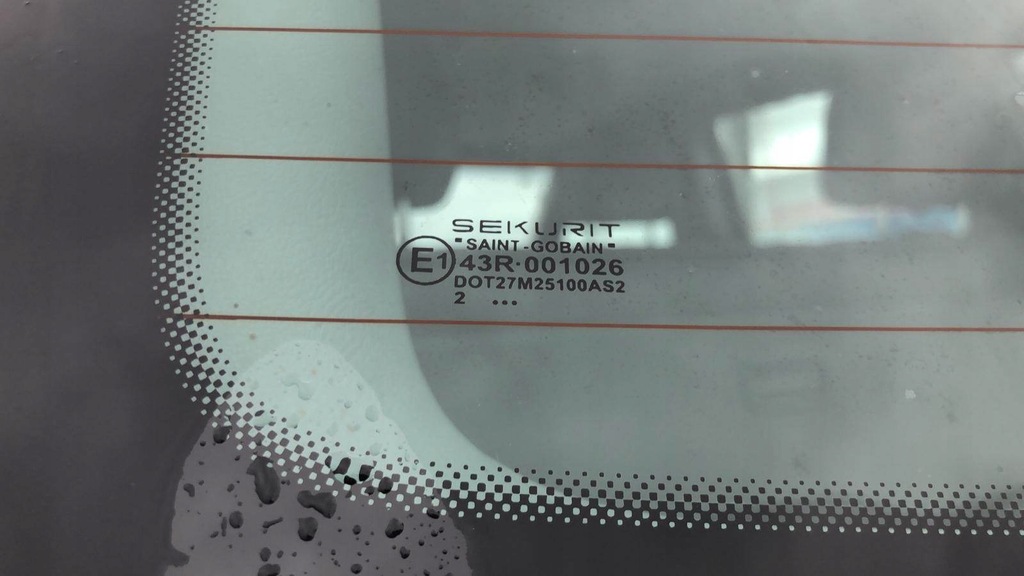 SEKURIT
"SAINT-GOBAIN"
E1 43R-001026
DOT27M25100AS2
2 ...